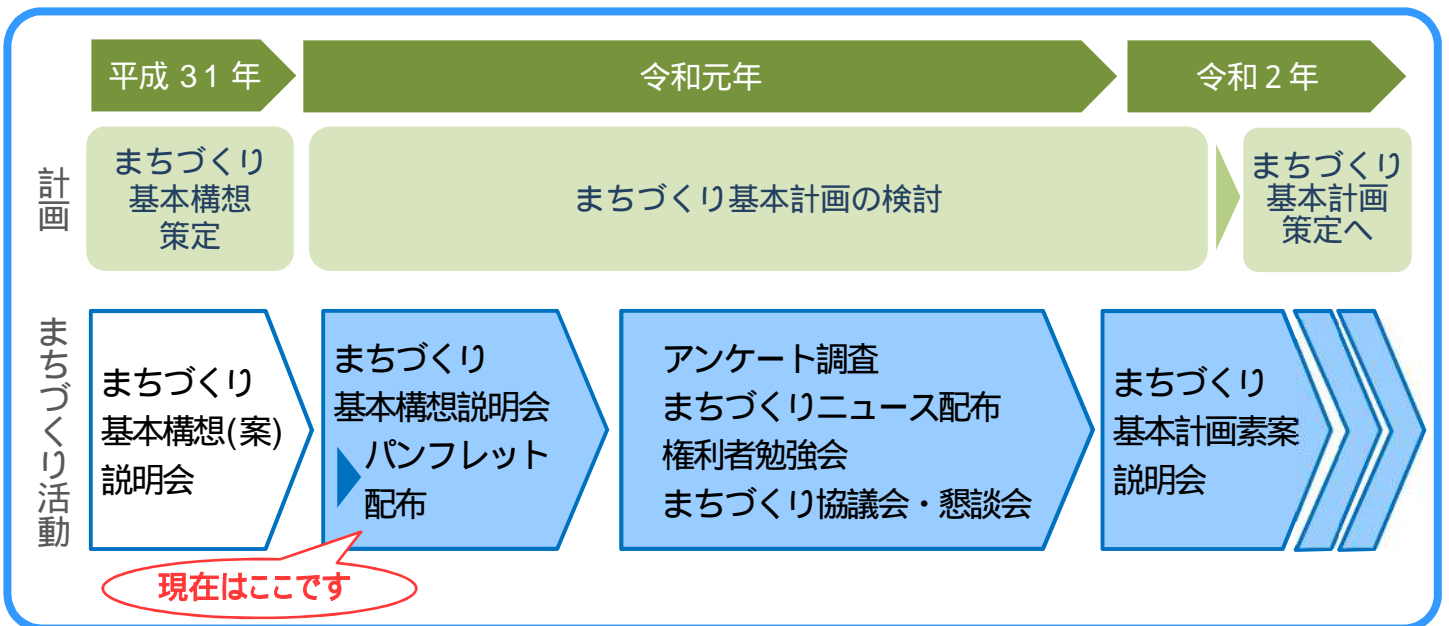 平成 31 年
令和元年
令和 2 年
計画
まちづくり
基本構想
策定
まちづくり基本計画の検討
まちづくり
基本計画
策定へ
まちづくり活動
まちづくり
基本構想(案)
説明会
まちづくり
基本構想説明会
パンフレット
配布
アンケート調査
まちづくりニュース配布
権利者勉強会
まちづくり協議会・懇談会
まちづくり
基本計画素案
説明会
現在はここです